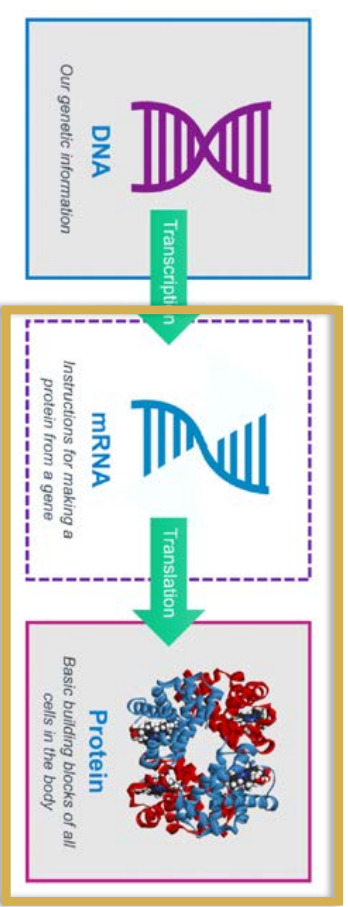 DNA
Our genetic information
Transcription
mRNA
Instructions for making a
protein from a gene
Translation
Protein
Basic building blocks of all
cells in the body